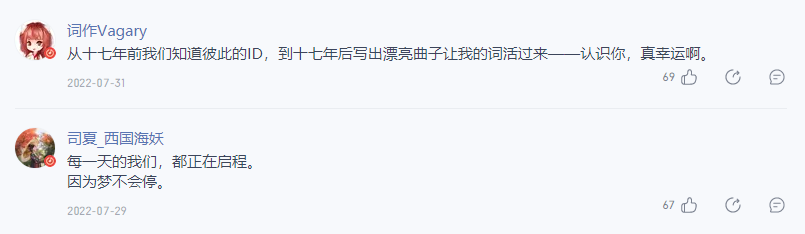 词作Vagary
从十七年前我们知道彼此的ID，到十七年后写出漂亮曲子让我的词活过来——认识你，真幸运啊。
2022-07-31
69
司夏_西国海妖
每一天的我们，都正在启程。
因为梦不会停。
2022-07-29
67